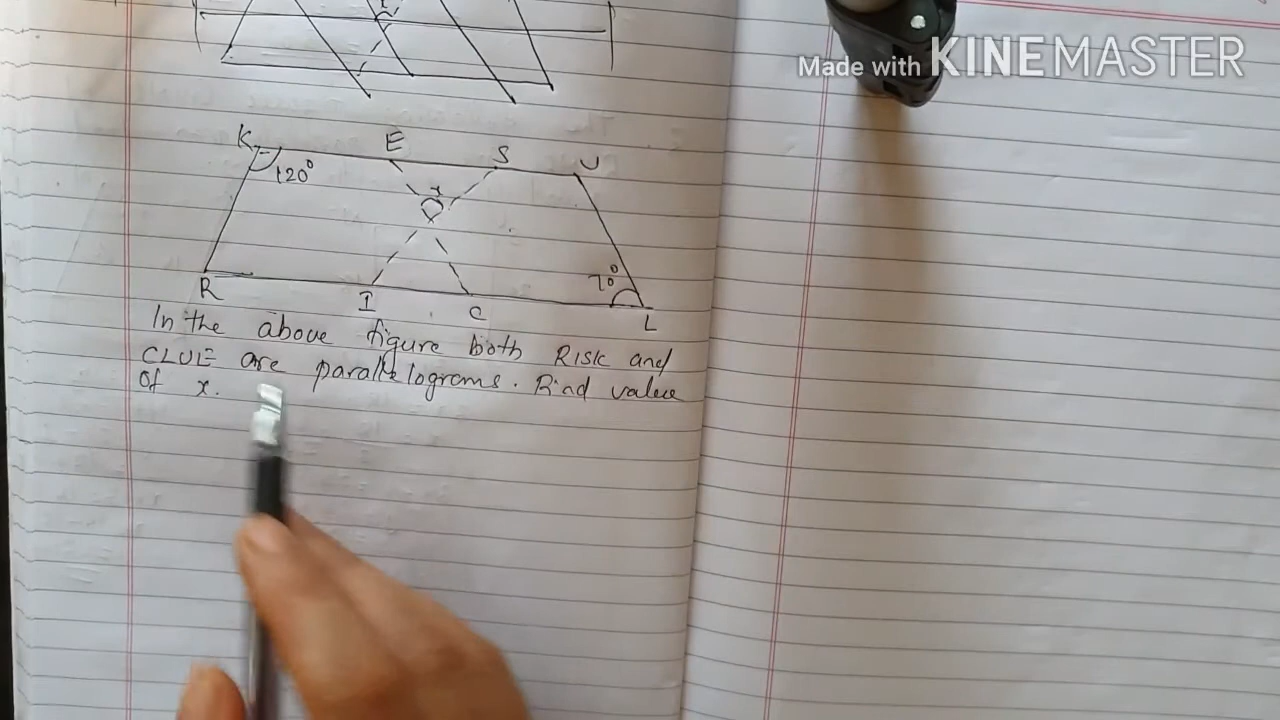 Made with KINEMASTER
K E S U
120°
x
70°
R I C L
In the above figure both RISK and
CLUE are parallelograms. Find value
of x.